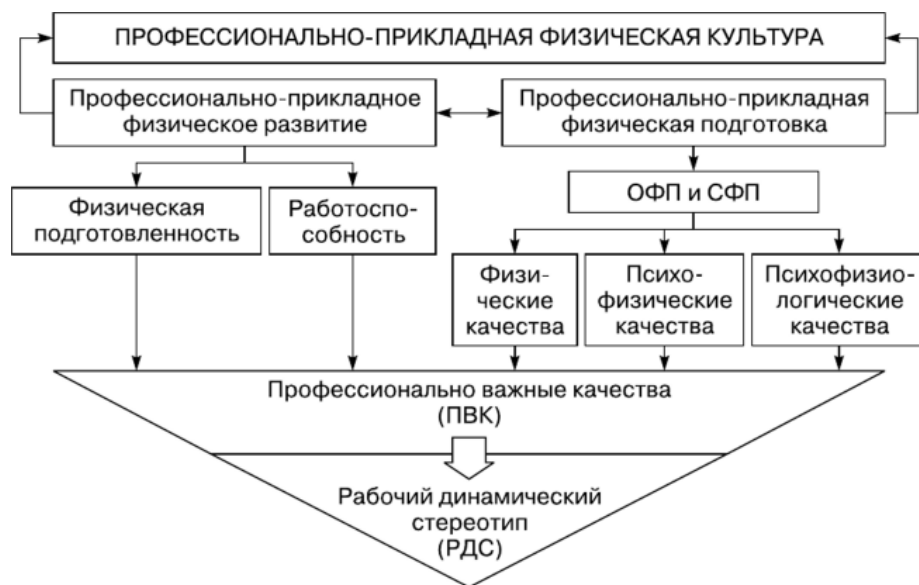 ПРОФЕССИОНАЛЬНО-ПРИКЛАДНАЯ ФИЗИЧЕСКАЯ КУЛЬТУРА
Профессионально-прикладное
физическое развитие
Профессионально-прикладная
физическая подготовка
Физическая
подготовленность
Работоспо-
собность
ОФП и СФП
Физи-
ческие
качества
Психо-
физические
качества
Психофизио-
логические
качества
Профессионально важные качества
(ПВК)
Рабочий динамический
стереотип
(РДС)